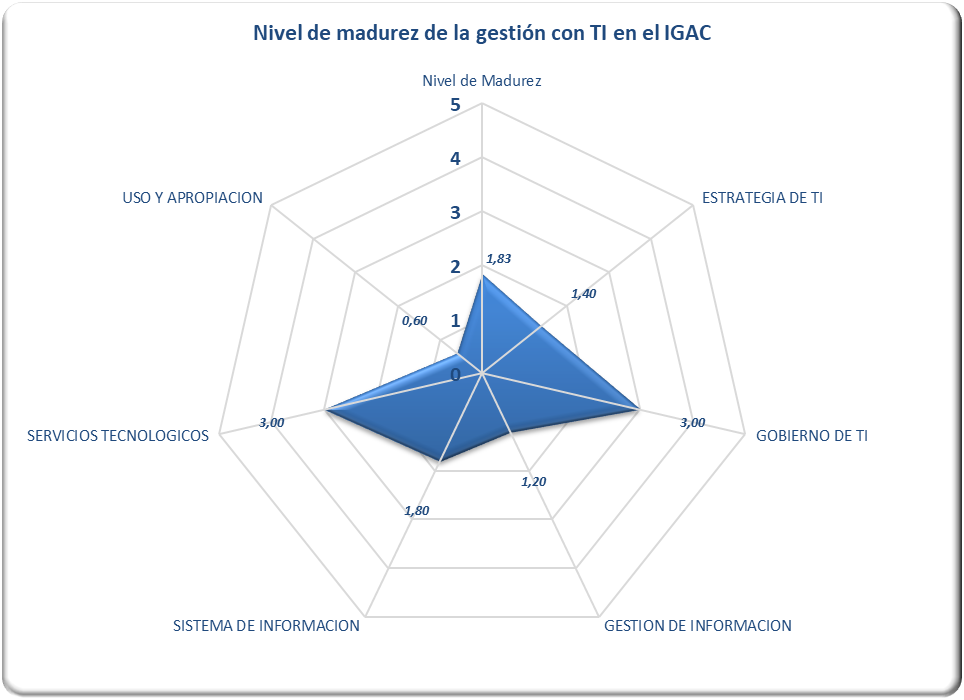 Nivel de madurez de la gestión con TI en el IGAC
Nivel de Madurez
5
4
USO Y APROPIACION
ESTRATEGIA DE TI
3
1,83
2
1,40
0,60
1
0
3,00
3,00
SERVICIOS TECNOLOGICOS
GOBIERNO DE TI
1,20
1,80
SISTEMA DE INFORMACION
GESTION DE INFORMACION